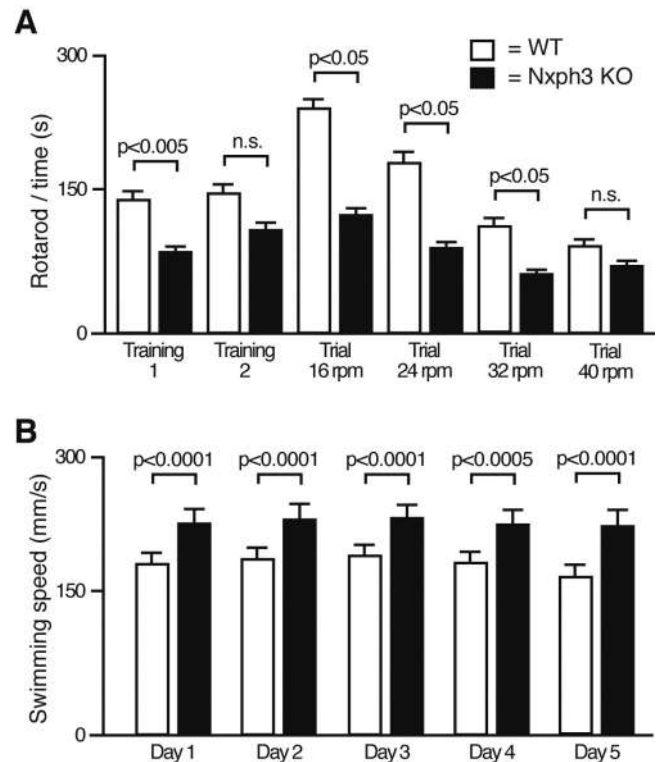 A
300
150
0
Rotarod / time (s)
= WT
= Nxph3 KO
p<0.005
n.s.
p<0.05
p<0.05
p<0.05
n.s.
Training
1
Training
2
Trial
16 rpm
Trial
24 rpm
Trial
32 rpm
Trial
40 rpm
B
300
150
0
Swimming speed (mm/s)
p<0.0001
p<0.0001
p<0.0001
p<0.0005
p<0.0001
Day 1
Day 2
Day 3
Day 4
Day 5